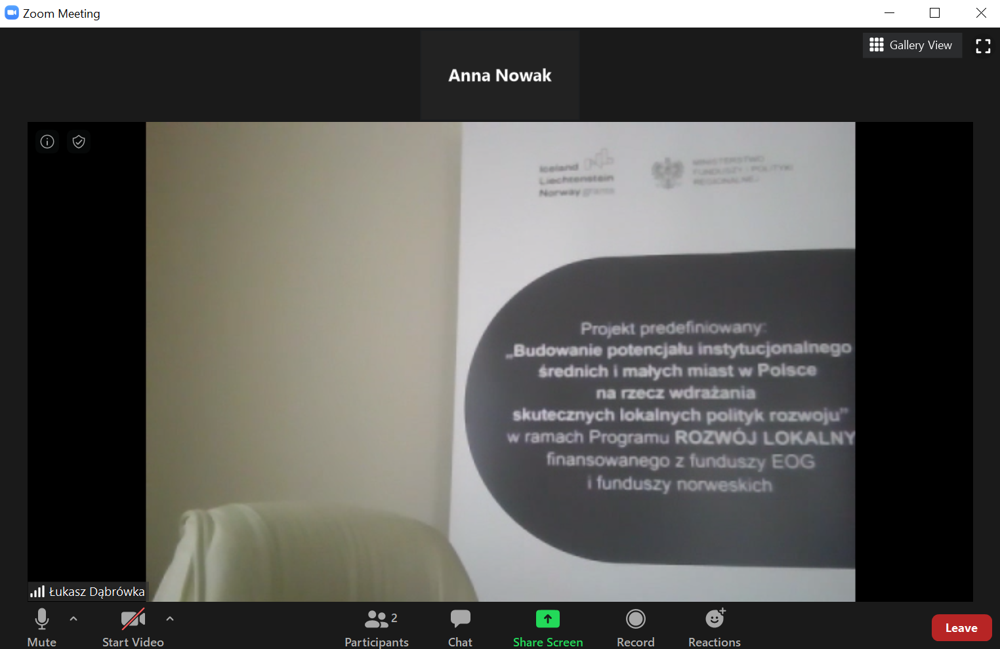 Zoom Meeting
Gallery View
Anna Nowak
Iceland
Liechtenstein
Norway grants
MINISTERSTWO
FUNDUSZY I POLITYKI
REGIONALNEJ
Projekt predefiniowany:
„Budowanie potencjału instytucjonalnego
średnich i małych miast w Polsce
na rzecz wdrażania
skutecznych lokalnych polityk rozwoju”
w ramach Programu ROZWÓJ LOKALNY
finansowanego z funduszy EOG
i funduszy norweskich
Łukasz Dąbrówka
Mute
Start Video
Participants 2
Chat
Share Screen
Record
Reactions
Leave